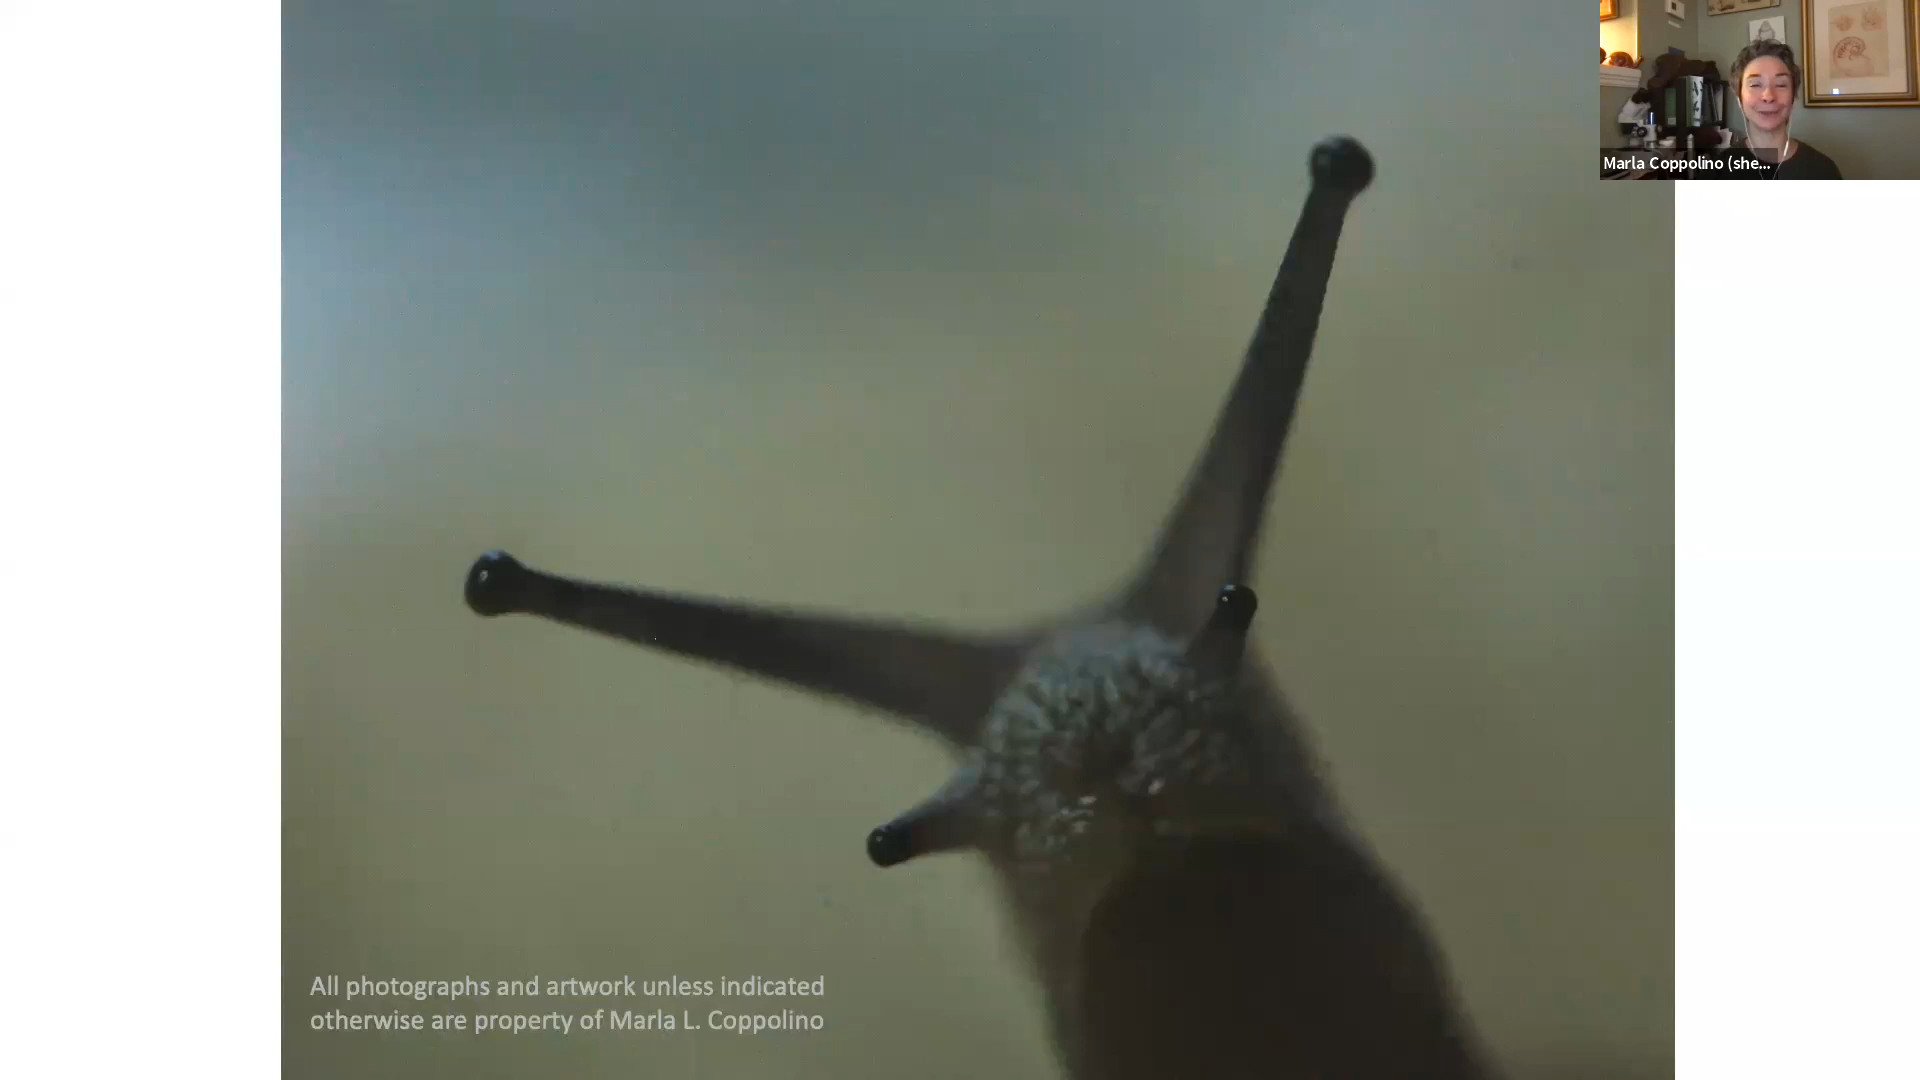 Marla Coppolino (she...
All photographs and artwork unless indicated
otherwise are property of Marla L. Coppolino